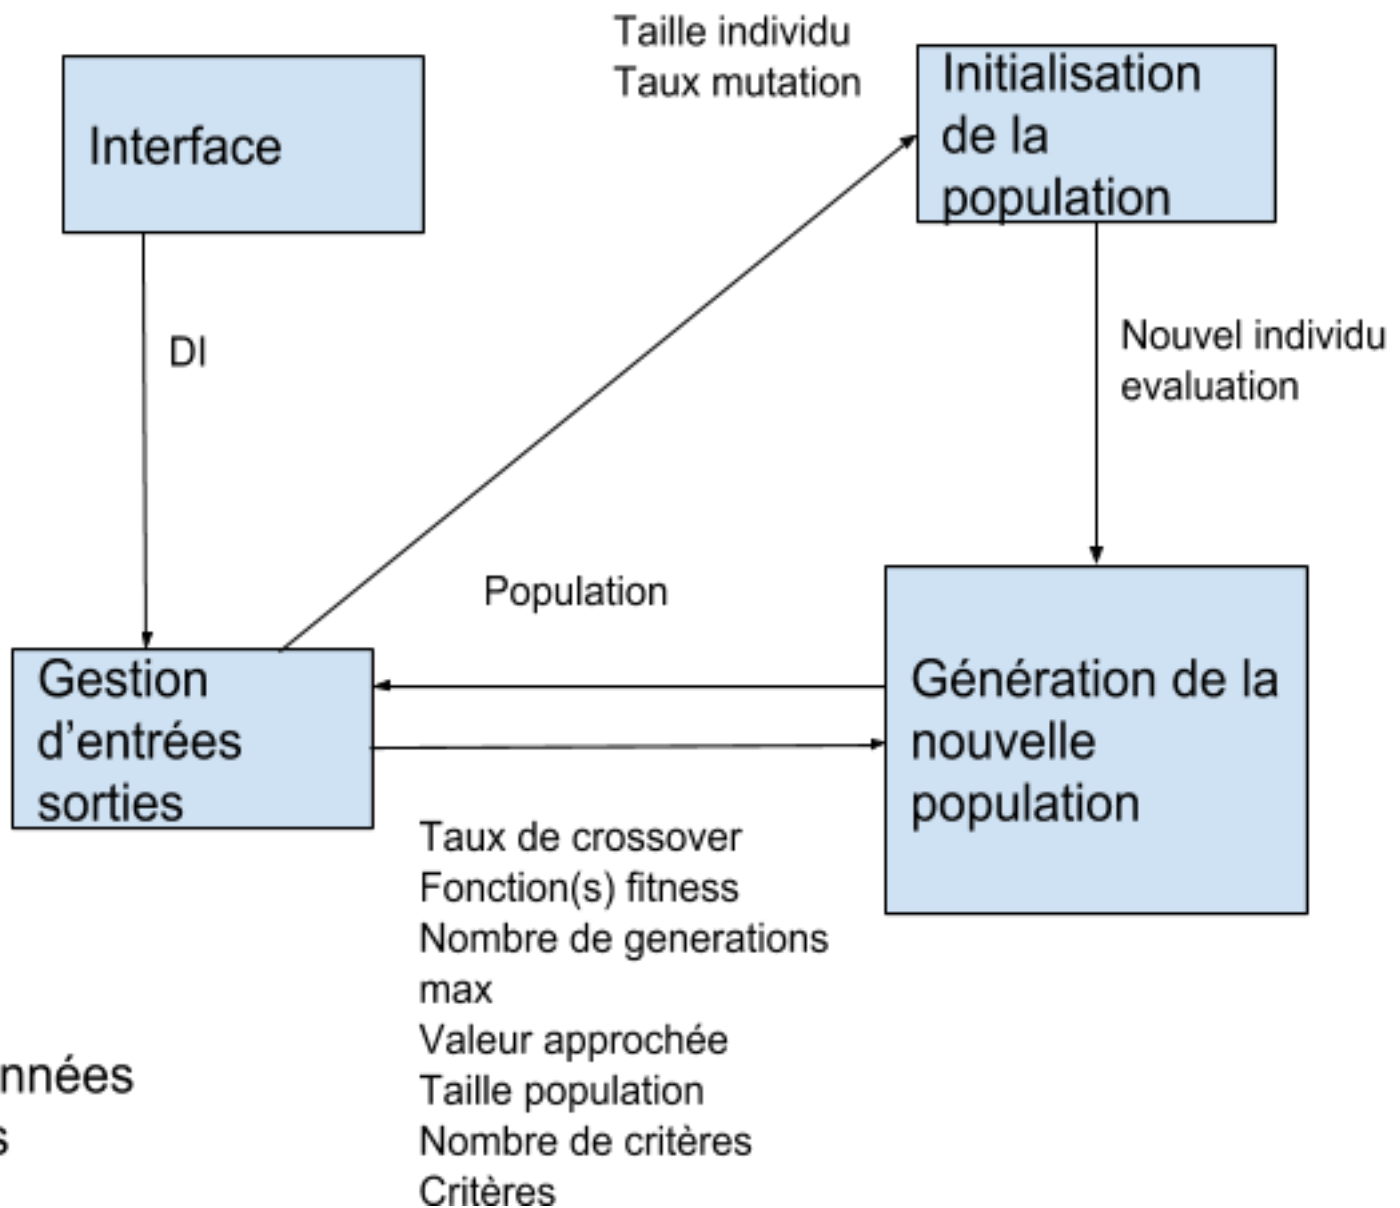 Taille individu
Taux mutation
Interface
Initialisation
de la
population
DI
Nouvel individu
evaluation
Population
Gestion
d'entrées
sorties
Génération de la
nouvelle
population
Taux de crossover
Fonction(s) fitness
Nombre de generations
max
Valeur approchée
Taille population
Nombre de critères
Critères